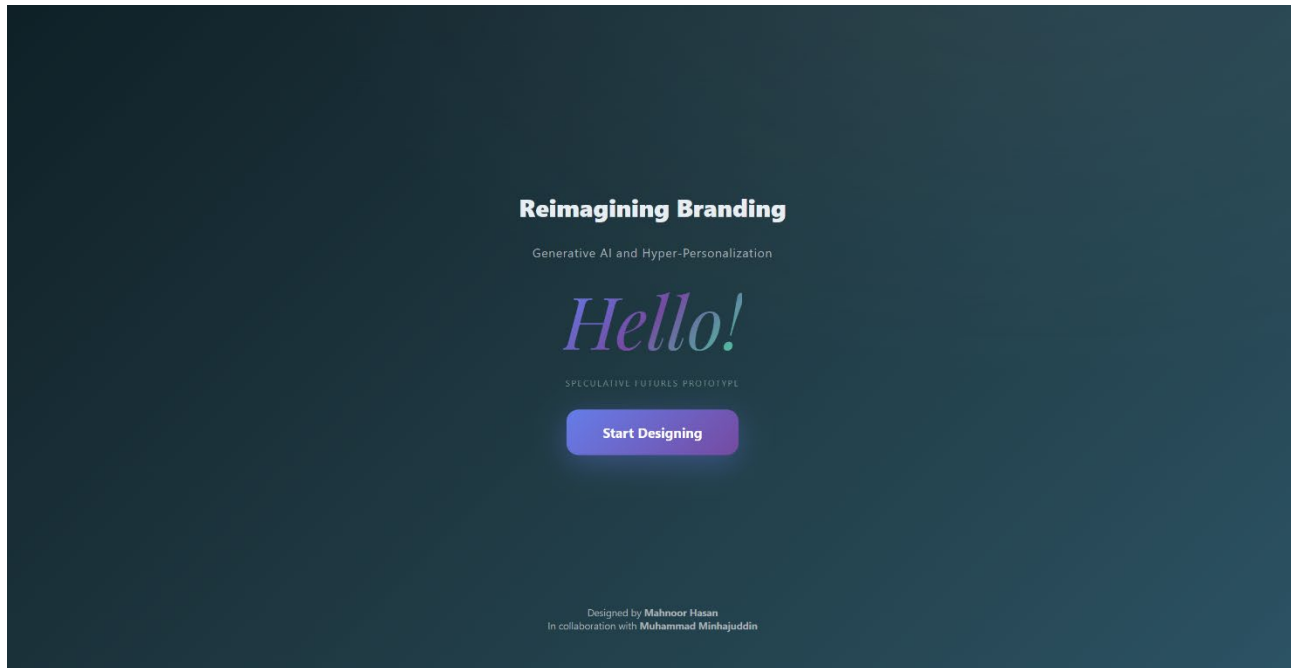 Reimagining Branding
Generative AI and Hyper-Personalization
Hello!
SPECULATIVE FUTURES PROTOTYPE
Start Designing
Designed by Mahnoor Hasan
In collaboration with Muhammad Minhajuddin